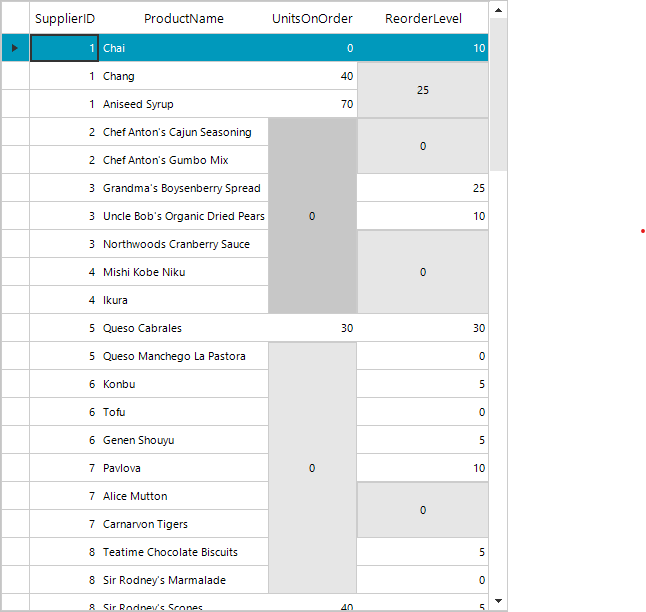 SupplierID ProductName UnitsOnOrder ReorderLevel
1 Chai 0 10
1 Chang 40
25
1 Aniseed Syrup 70
2 Chef Anton's Cajun Seasoning
0
2 Chef Anton's Gumbo Mix
3 Grandma's Boysenberry Spread 25
3 Uncle Bob's Organic Dried Pears 0 10
3 Northwoods Cranberry Sauce
4 Mishi Kobe Niku 0
4 Ikura
5 Queso Cabrales 30 30
5 Queso Manchego La Pastora 0
6 Konbu 5
6 Tofu 0
6 Genen Shouyu 5
7 Pavlova 0 10
7 Alice Mutton
0
7 Carnarvon Tigers
8 Teatime Chocolate Biscuits 5
8 Sir Rodney's Marmalade 0
8 Sir Rodney's Scones 40 5